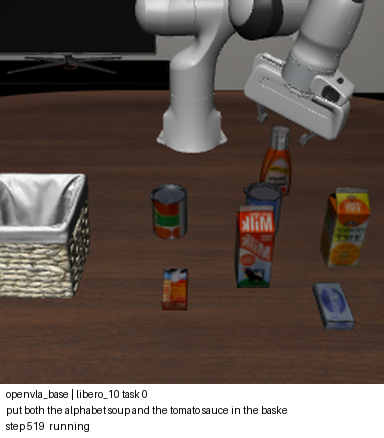 Milk
openvla_base | libero_10 task 0
put both the alphabet soup and the tomato sauce in the baske
step 519 running